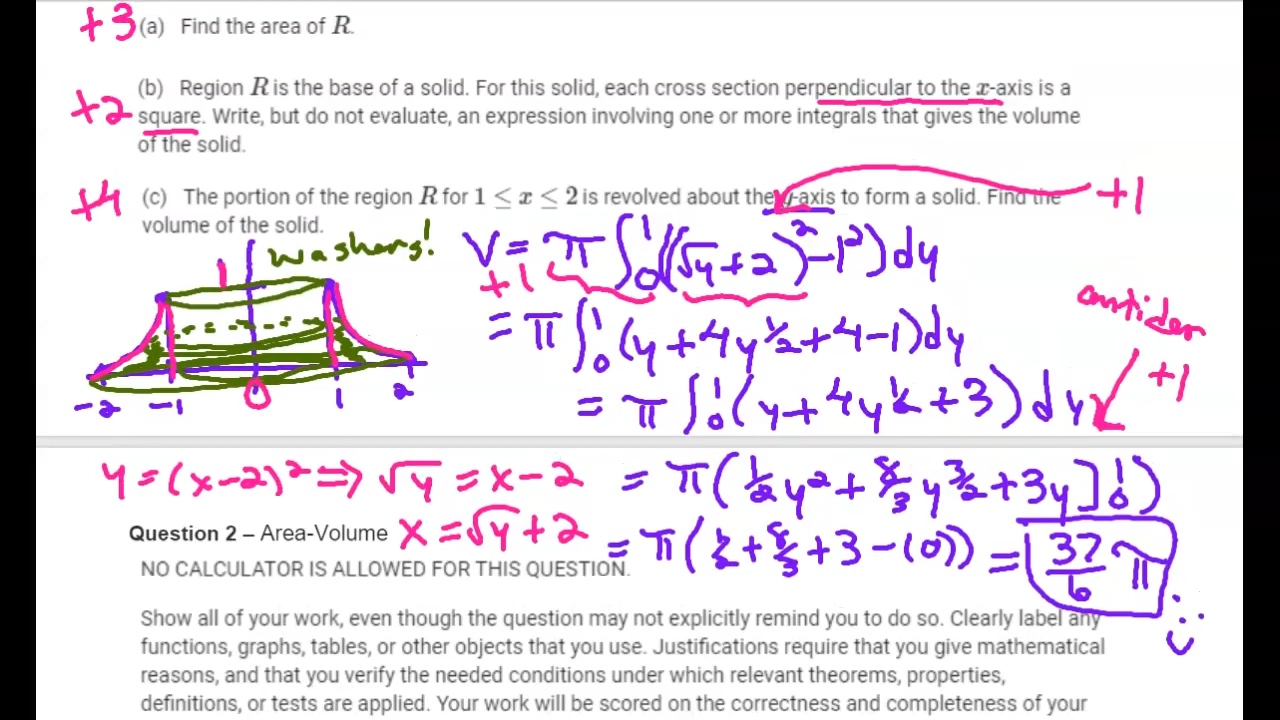 +3 (a) Find the area of R.
(b) Region R is the base of a solid. For this solid, each cross section perpendicular to the x-axis is a
+2 square. Write, but do not evaluate, an expression involving one or more integrals that gives the volume
of the solid.
+4 (c) The portion of the region R for 1 ≤ x ≤ 2 is revolved about the y-axis to form a solid. Find the +1
volume of the solid.
washers!
V = π∫₀¹((√y+2)²-1²)dy
+1
= π∫₀¹(y+4y^½+4-1)dy
antider
+1
= π∫₀¹(y+4y^½+3)dy
1
0
-2 -1 1 2
y=(x-2)² ⇒ √y = x-2
x=√y+2
= π(½y²+8/3y^3/2+3y]₀¹)
= π(½+8/3+3-(0)) = 37/6 π
Question 2 – Area-Volume
NO CALCULATOR IS ALLOWED FOR THIS QUESTION.
Show all of your work, even though the question may not explicitly remind you to do so. Clearly label any
functions, graphs, tables, or other objects that you use. Justifications require that you give mathematical
reasons, and that you verify the needed conditions under which relevant theorems, properties,
definitions, or tests are applied. Your work will be scored on the correctness and completeness of your